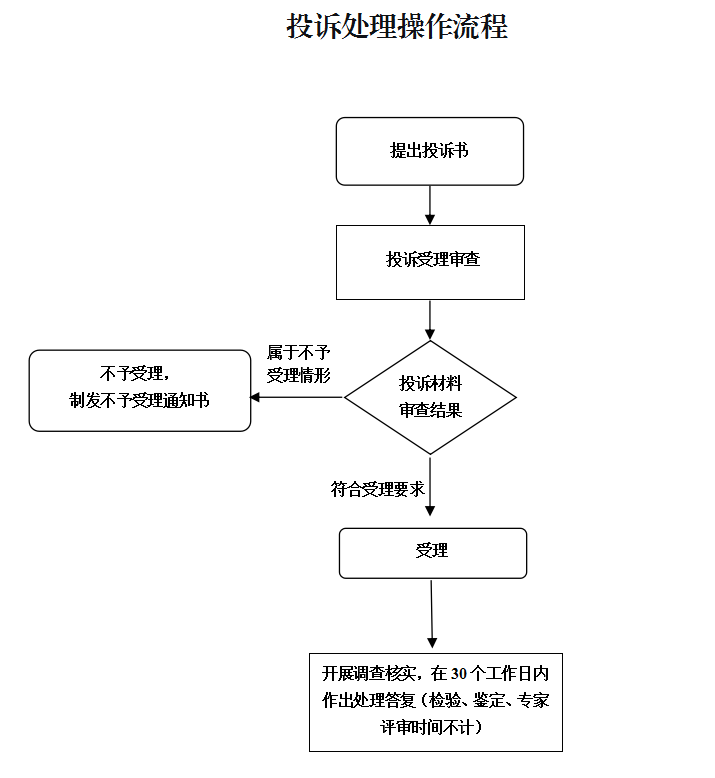 投诉处理操作流程
提出投诉书
投诉受理审查
属于不予
受理情形
不予受理，
制发不予受理通知书
投诉材料
审查结果
符合受理要求
受理
开展调查核实，在 30 个工作日内
作出处理答复（检验、鉴定、专家
评审时间不计）